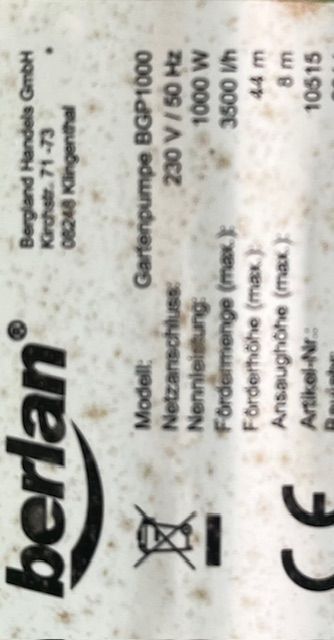 berlan®
Bergland Handels GmbH
Kirchstr. 71 -73
08248 Klingenthal
Modell: Gartenpumpe BGP1000
Netzanschluss: 230 V / 50 Hz
Nennleistung: 1000 W
Fördermenge (max.): 3500 l/h
Förderhöhe (max.): 44 m
Ansaughöhe (max.): 8 m
Artikel-Nr.: 10515
CE